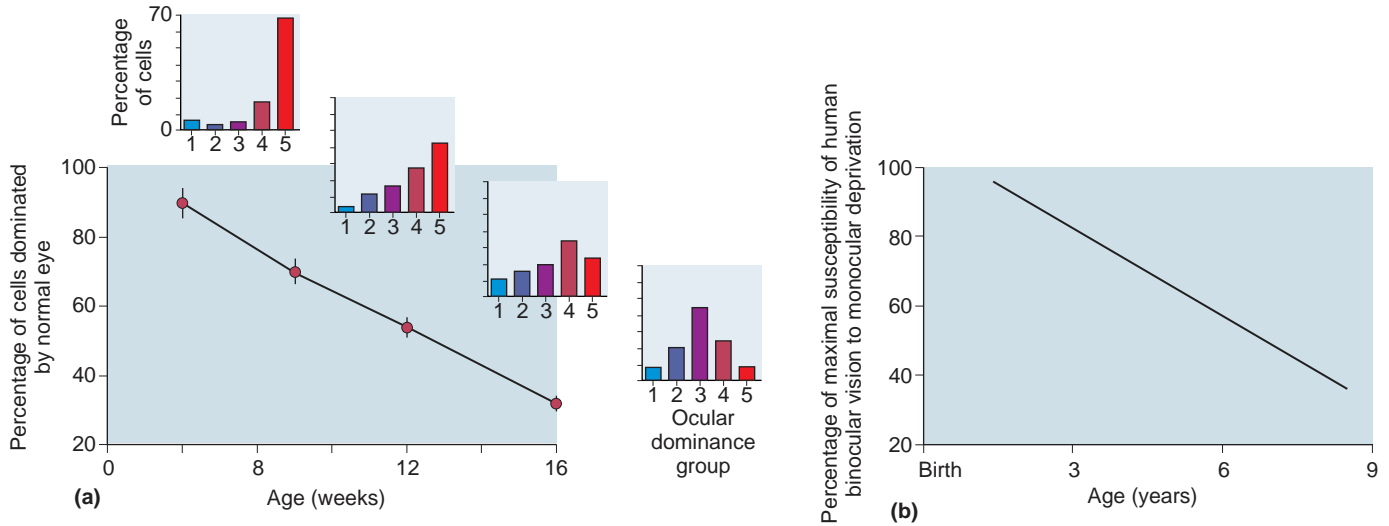 70
Percentage
of cells
0
1 2 3 4 5
1 2 3 4 5
1 2 3 4 5
1 2 3 4 5
Ocular
dominance
group
Percentage of cells dominated
by normal eye
100
80
60
40
20
0 8 12 16
(a) Age (weeks)
Percentage of maximal susceptibility of human
binocular vision to monocular deprivation
100
80
60
40
20
Birth 3 6 9
(b) Age (years)